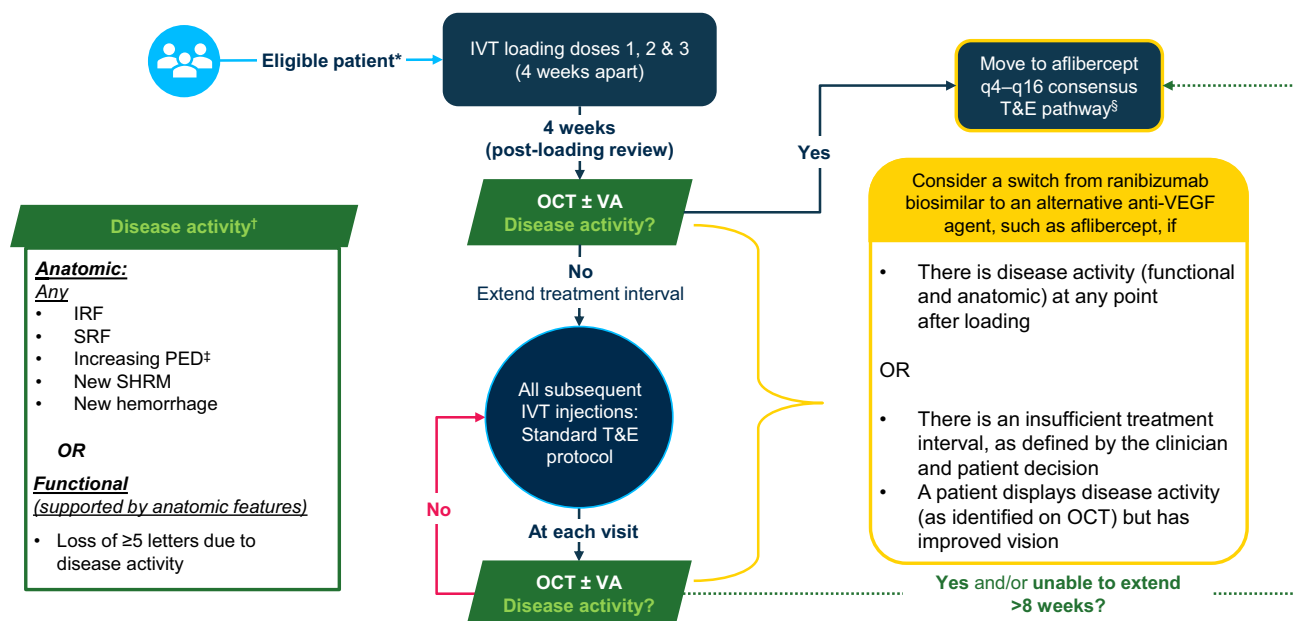 Eligible patient*
IVT loading doses 1, 2 & 3
(4 weeks apart)
Move to aflibercept
q4–q16 consensus
T&E pathway§
4 weeks
(post-loading review)
Yes
OCT ± VA
Disease activity?
No
Extend treatment interval
All subsequent
IVT injections:
Standard T&E
protocol
No
At each visit
OCT ± VA
Disease activity?
Disease activity†
Anatomic:
Any
• IRF
• SRF
• Increasing PED‡
• New SHRM
• New hemorrhage
OR
Functional
(supported by anatomic features)
• Loss of ≥5 letters due to
disease activity
Consider a switch from ranibizumab
biosimilar to an alternative anti-VEGF
agent, such as aflibercept, if
• There is disease activity (functional
and anatomic) at any point
after loading
OR
• There is an insufficient treatment
interval, as defined by the clinician
and patient decision
• A patient displays disease activity
(as identified on OCT) but has
improved vision
Yes and/or unable to extend
>8 weeks?